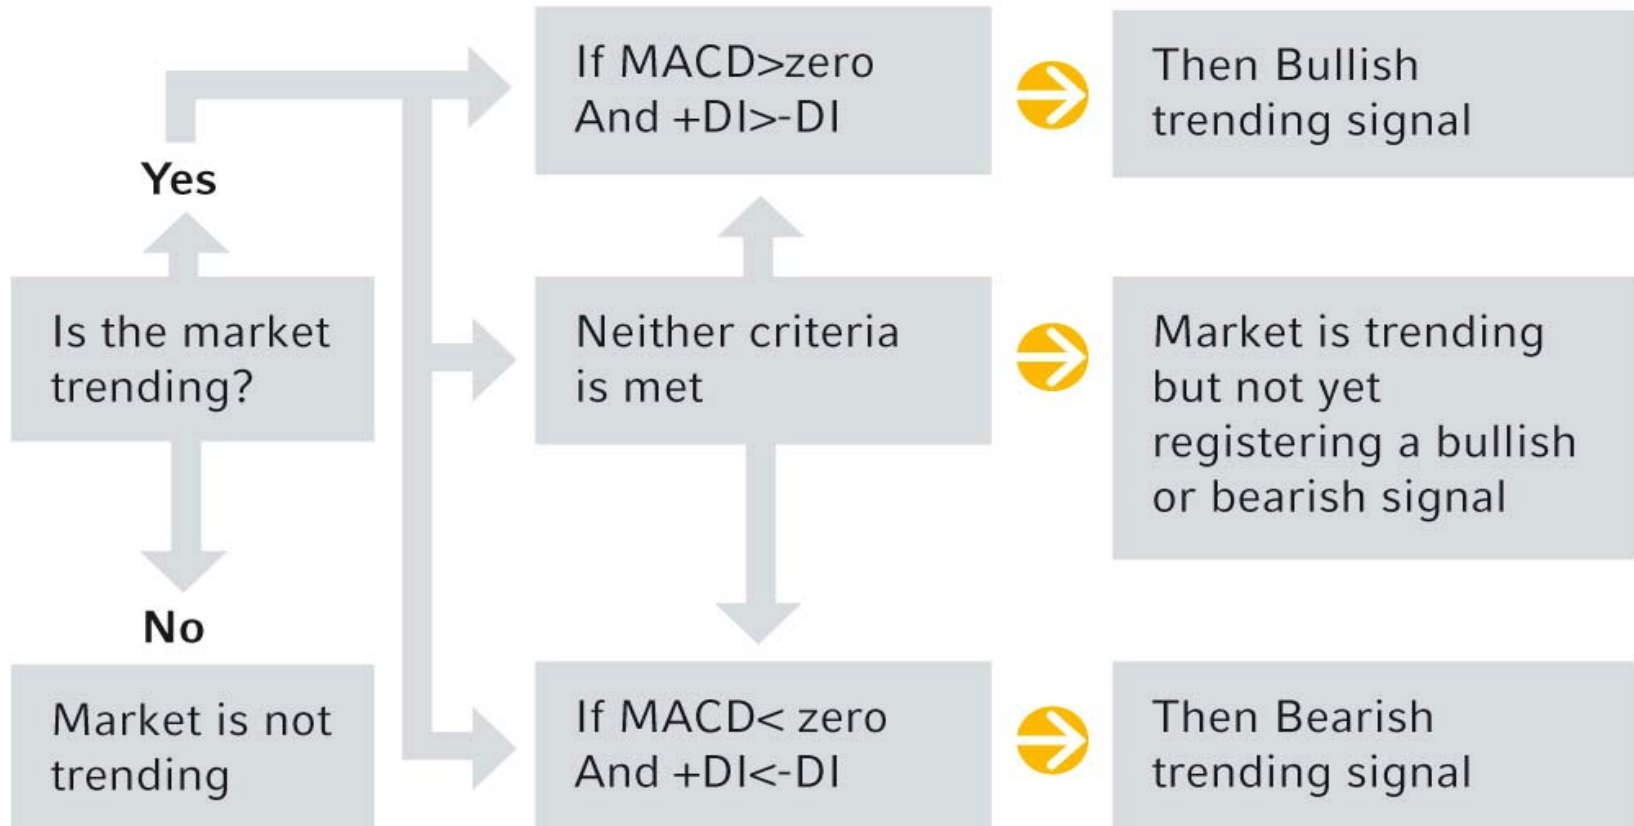 If MACD>zero
And +DI>-DI
Then Bullish
trending signal
Yes
Is the market
trending?
Neither criteria
is met
Market is trending
but not yet
registering a bullish
or bearish signal
No
Market is not
trending
If MACD< zero
And +DI<-DI
Then Bearish
trending signal